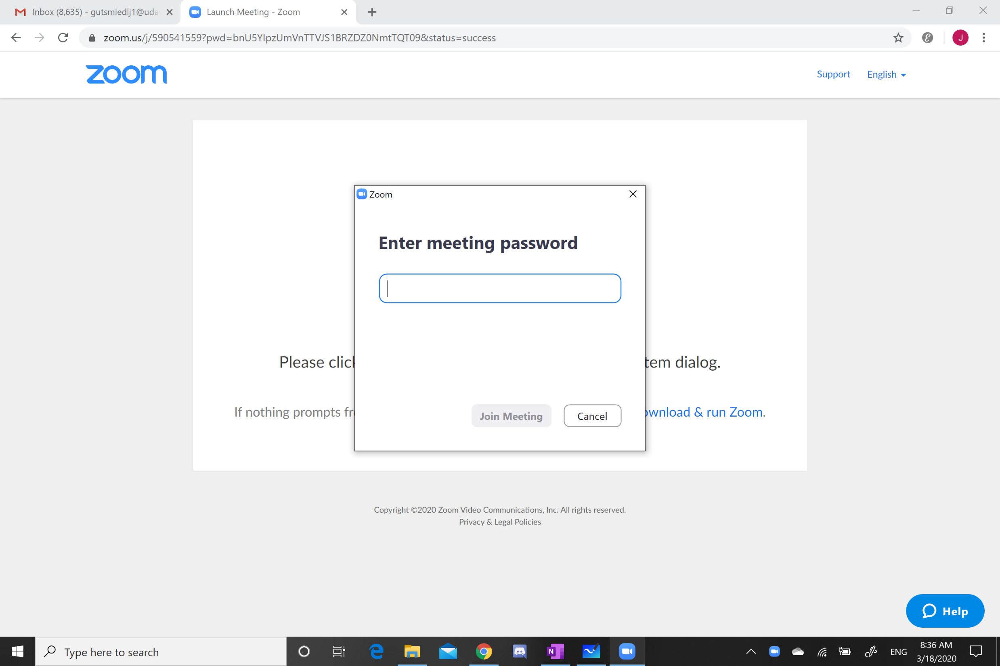 Inbox (8,635) - gutsmiedlj1@uda
Launch Meeting - Zoom
zoom.us/j/590541559?pwd=bnU5YIpzUmVnTTVJS1BRZDZ0NmtTQT09&status=success
J
zoom
Support
English
Zoom
Enter meeting password
Please click
tem dialog.
If nothing prompts fr
ownload & run Zoom.
Join Meeting
Cancel
Copyright ©2020 Zoom Video Communications, Inc. All rights reserved.
Privacy & Legal Policies
Help
Type here to search
N
ENG
8:36 AM
3/18/2020